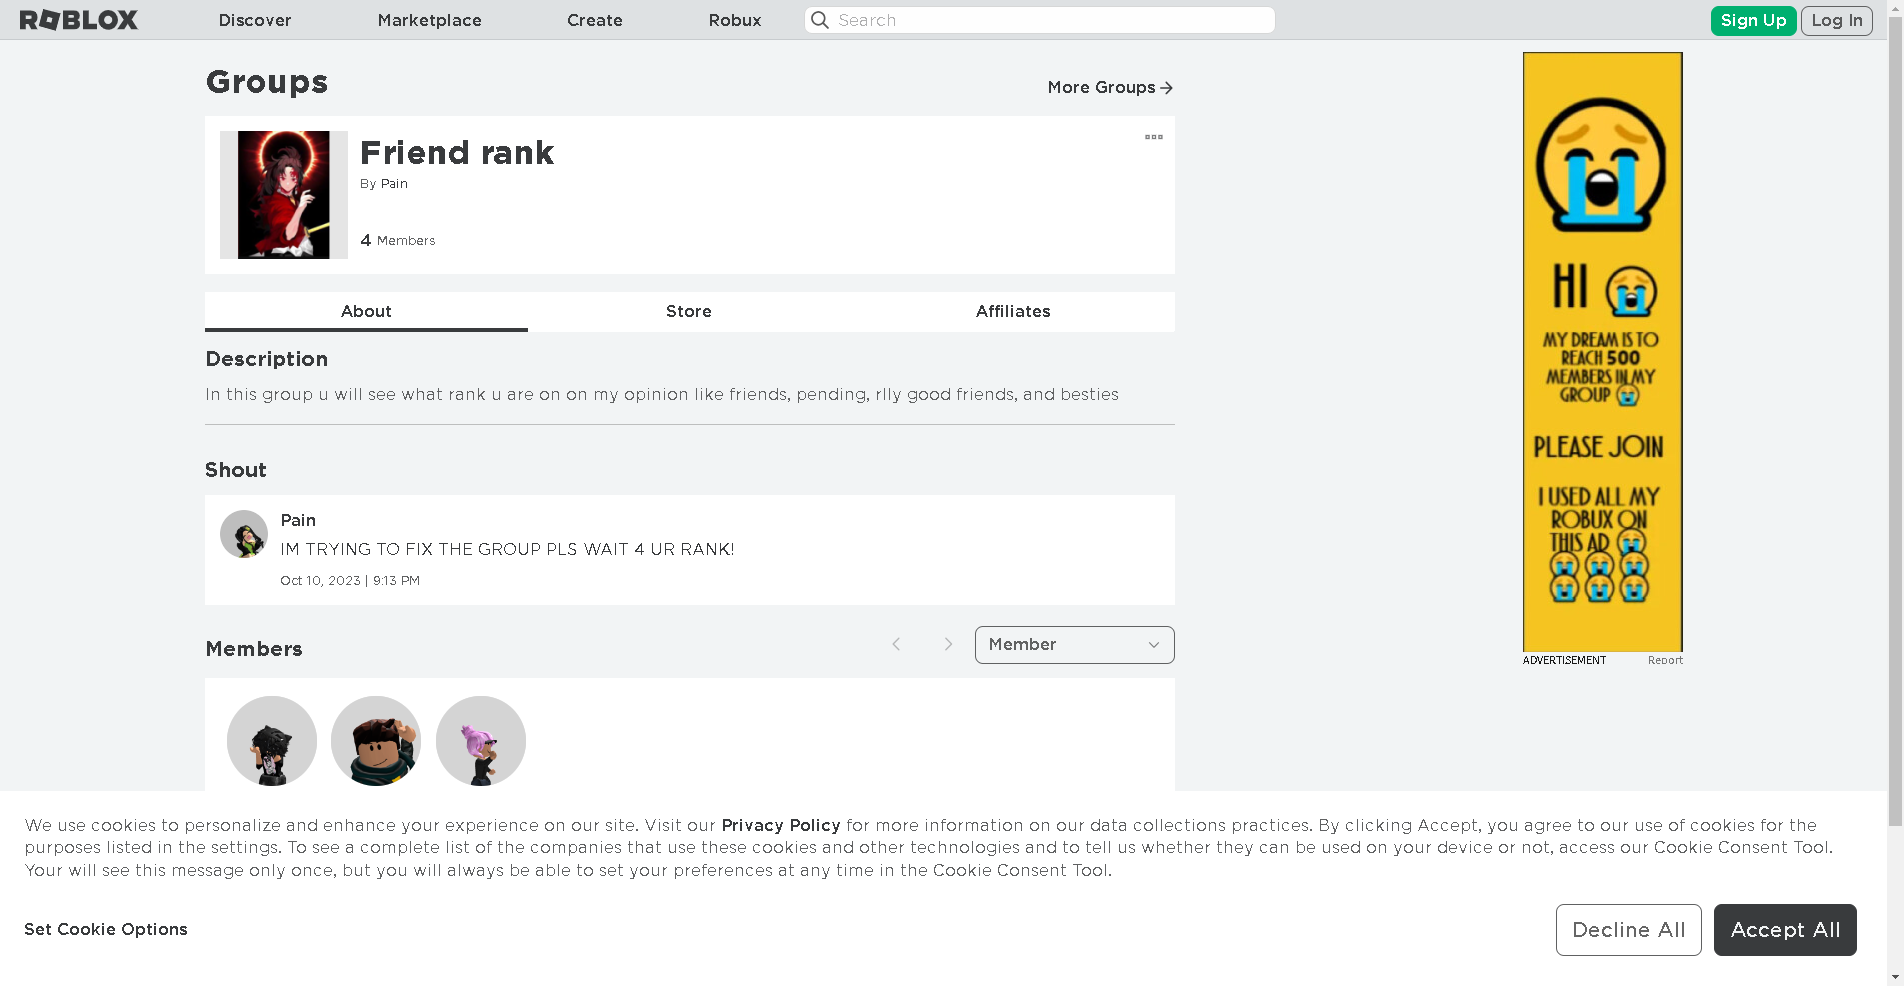 ROBLOX
Discover
Marketplace
Create
Robux
Search
Sign Up
Log In
Groups
More Groups
Friend rank
By Pain
4 Members
About
Store
Affiliates
Description
In this group u will see what rank u are on on my opinion like friends, pending, rlly good friends, and besties
Shout
Pain
IM TRYING TO FIX THE GROUP PLS WAIT 4 UR RANK!
Oct 10, 2023 | 9:13 PM
Members
Member
HI
MY DREAM IS TO
REACH 500
MEMBERS IN MY
GROUP
PLEASE JOIN
I USED ALL MY
ROBUX ON
THIS AD
ADVERTISEMENT
Report
We use cookies to personalize and enhance your experience on our site. Visit our Privacy Policy for more information on our data collections practices. By clicking Accept, you agree to our use of cookies for the
purposes listed in the settings. To see a complete list of the companies that use these cookies and other technologies and to tell us whether they can be used on your device or not, access our Cookie Consent Tool.
Your will see this message only once, but you will always be able to set your preferences at any time in the Cookie Consent Tool.
Set Cookie Options
Decline All
Accept All